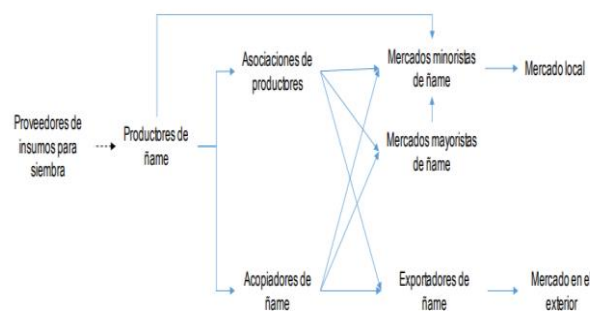 Proveedores de
insumos para
siembra
Productores de
ñame
Asociaciones de
productores
Acopiadores de
ñame
Mercados minoristas
de ñame
Mercados mayoristas
de ñame
Exportadores de
ñame
Mercado local
Mercado en el
exterior